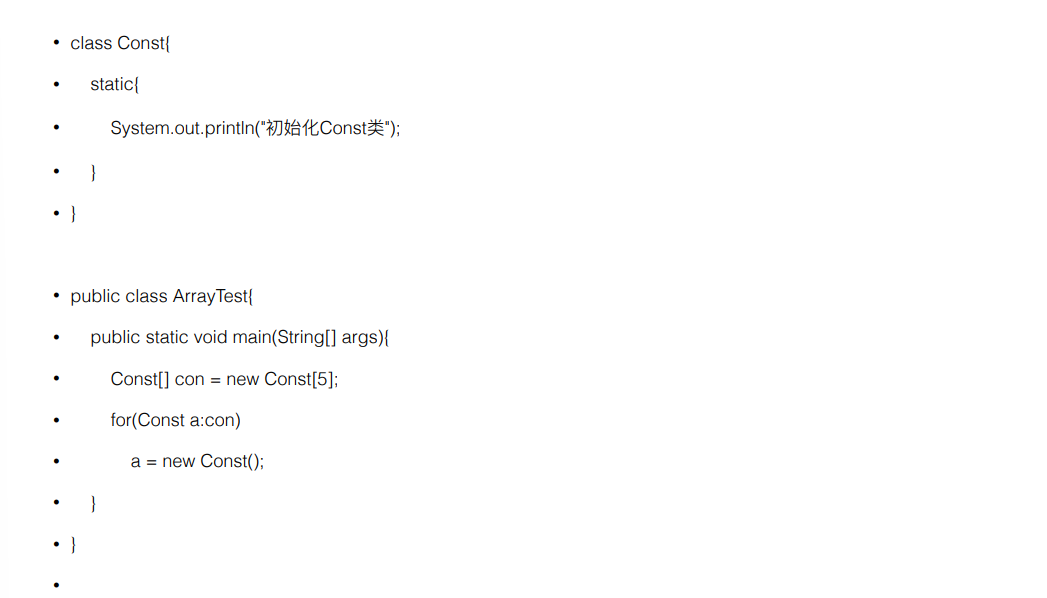 • class Const{
•     static{
•         System.out.println("初始化Const类");
•     }
• }
• public class ArrayTest{
•     public static void main(String[] args){
•         Const[] con = new Const[5];
•         for(Const a:con)
•             a = new Const();
•     }
• }
•